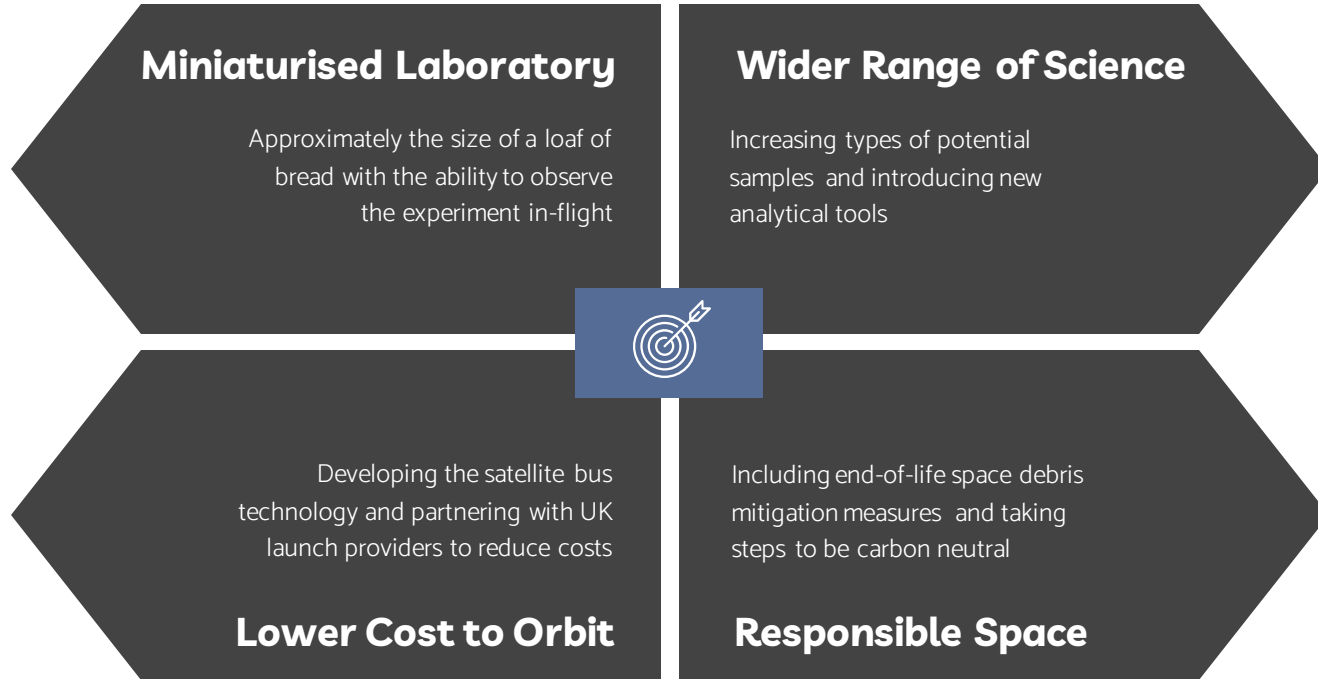 Miniaturised Laboratory
Approximately the size of a loaf of
bread with the ability to observe
the experiment in-flight
Wider Range of Science
Increasing types of potential
samples and introducing new
analytical tools
Developing the satellite bus
technology and partnering with UK
launch providers to reduce costs
Lower Cost to Orbit
Including end-of-life space debris
mitigation measures and taking
steps to be carbon neutral
Responsible Space